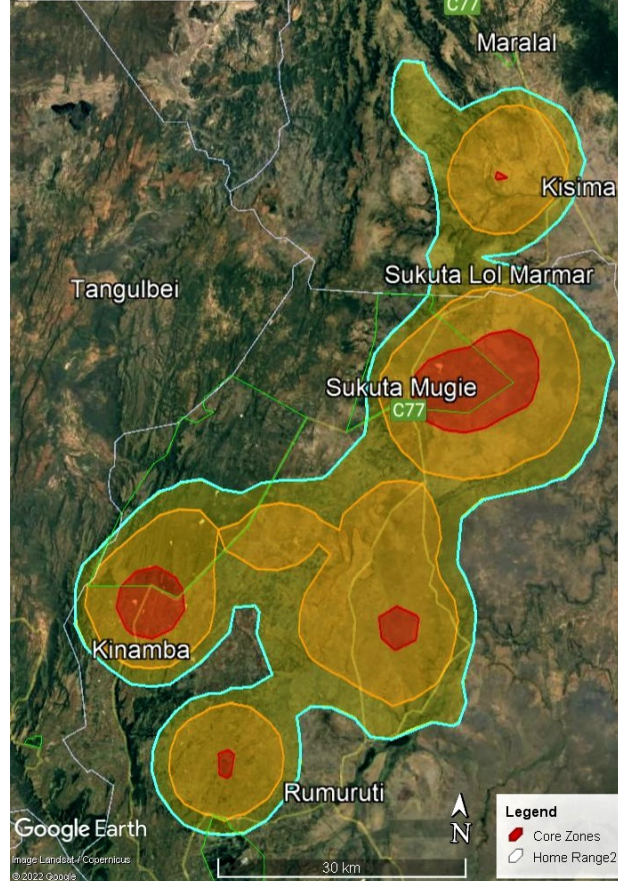 C77
Maralal
Kisima
Sukuta Lol Marmar
Tangulbei
Sukuta Mugie
C77
Kinamba
Rumuruti
Google Earth
Image Landsat / Copernicus
© 2022 Google
30 km
N
Legend
Core Zones
Home Range2